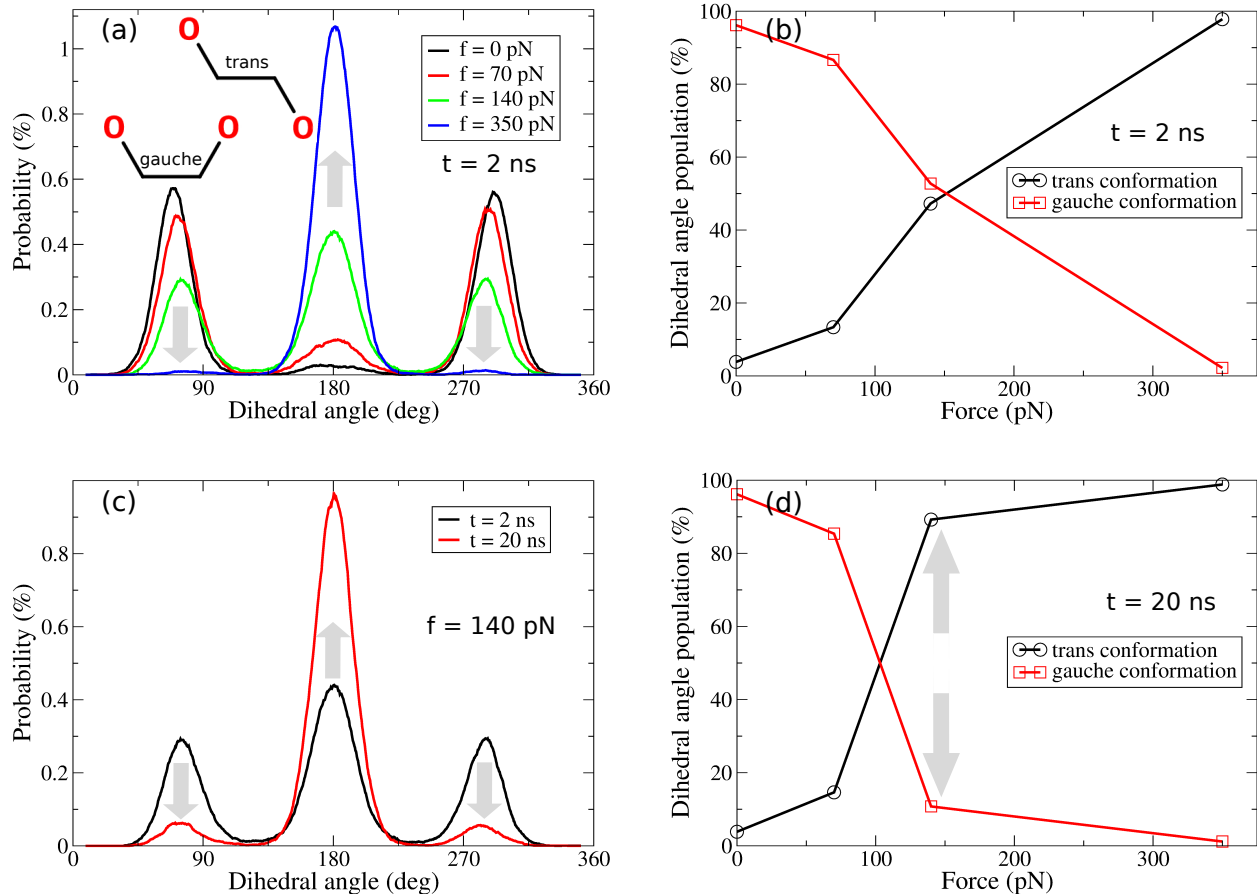 (a)
O
trans
O
O
O
gauche
f = 0 pN
f = 70 pN
f = 140 pN
f = 350 pN
t = 2 ns
Probability (%)
1
0.8
0.6
0.4
0.2
0
0
90
180
270
360
Dihedral angle (deg)
(b)
Dihedral angle population (%)
100
80
60
40
20
0
t = 2 ns
trans conformation
gauche conformation
0
100
200
300
Force (pN)
(c)
t = 2 ns
t = 20 ns
f = 140 pN
Probability (%)
0.8
0.6
0.4
0.2
0
0
90
180
270
360
Dihedral angle (deg)
(d)
Dihedral angle population (%)
100
80
60
40
20
0
t = 20 ns
trans conformation
gauche conformation
0
100
200
300
Force (pN)